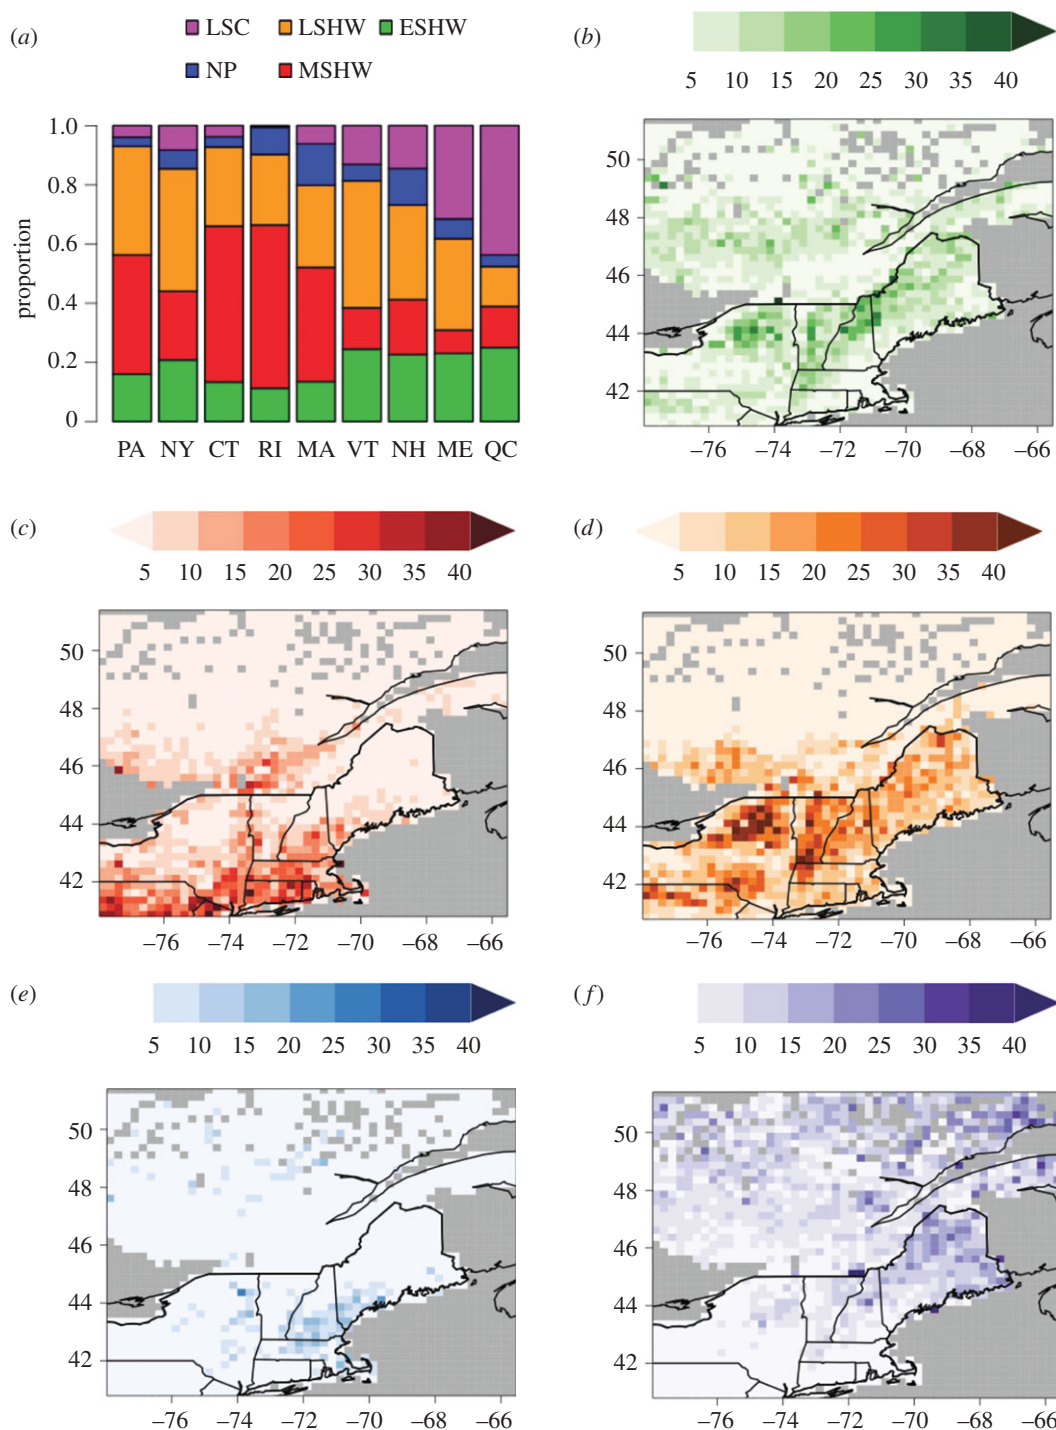 (a)
LSC LSHW ESHW
NP MSHW
proportion
1.0
0.8
0.6
0.4
0.2
0
PA NY CT RI MA VT NH ME QC
(b)
5 10 15 20 25 30 35 40
50
48
46
44
42
–76 –74 –72 –70 –68 –66
(c)
5 10 15 20 25 30 35 40
50
48
46
44
42
–76 –74 –72 –70 –68 –66
(d)
5 10 15 20 25 30 35 40
50
48
46
44
42
–76 –74 –72 –70 –68 –66
(e)
5 10 15 20 25 30 35 40
50
48
46
44
42
–76 –74 –72 –70 –68 –66
(f)
5 10 15 20 25 30 35 40
50
48
46
44
42
–76 –74 –72 –70 –68 –66